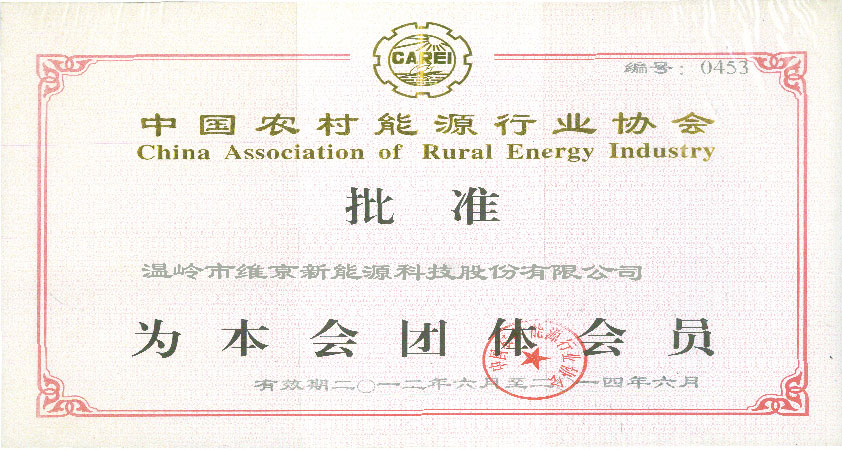 CAREI
编号: 0453
中国农村能源行业协会
China Association of Rural Energy Industry
批准
温岭市维京新能源科技股份有限公司
为本会团体会员
有效期二〇一二年六月至二〇一四年六月